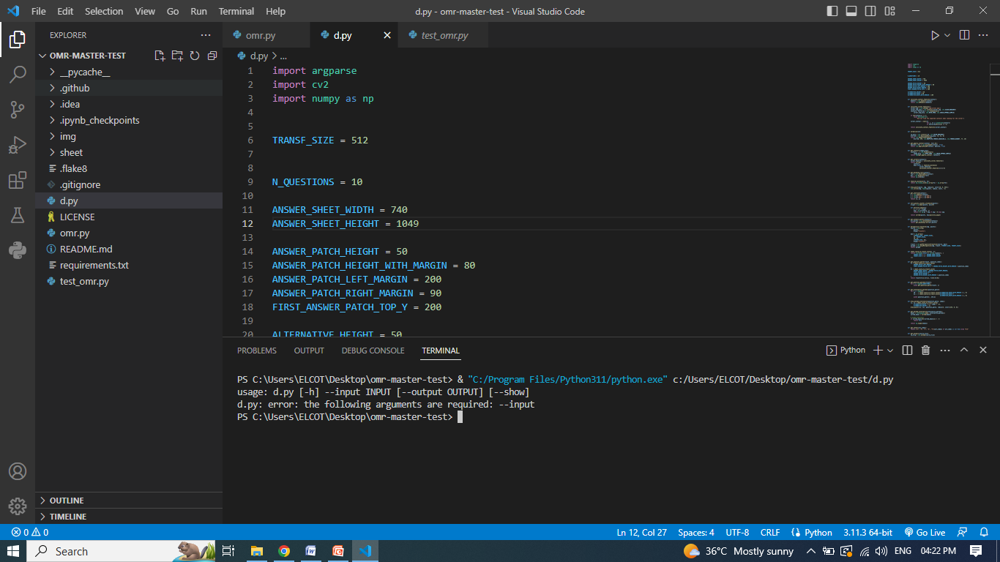 File Edit Selection View Go Run Terminal Help
d.py - omr-master-test - Visual Studio Code
EXPLORER
OMR-MASTER-TEST
__pycache__
.github
.idea
.ipynb_checkpoints
img
sheet
.flake8
.gitignore
d.py
LICENSE
omr.py
README.md
requirements.txt
test_omr.py
OUTLINE
TIMELINE
omr.py d.py test_omr.py
d.py > ...
1 import argparse
2 import cv2
3 import numpy as np
4
5
6 TRANSF_SIZE = 512
7
8
9 N_QUESTIONS = 10
10
11 ANSWER_SHEET_WIDTH = 740
12 ANSWER_SHEET_HEIGHT = 1049
13
14 ANSWER_PATCH_HEIGHT = 50
15 ANSWER_PATCH_HEIGHT_WITH_MARGIN = 80
16 ANSWER_PATCH_LEFT_MARGIN = 200
17 ANSWER_PATCH_RIGHT_MARGIN = 90
18 FIRST_ANSWER_PATCH_TOP_Y = 200
19
20 ALTERNATIVE_HEIGHT = 50
PROBLEMS OUTPUT DEBUG CONSOLE TERMINAL
Python
PS C:\Users\ELCOT\Desktop\omr-master-test> & "C:/Program Files/Python311/python.exe" c:/Users/ELCOT/Desktop/omr-master-test/d.py
usage: d.py [-h] --input INPUT [--output OUTPUT] [--show]
d.py: error: the following arguments are required: --input
PS C:\Users\ELCOT\Desktop\omr-master-test>
0 0 Ln 12, Col 27 Spaces: 4 UTF-8 CRLF Python 3.11.3 64-bit Go Live
Search 36°C Mostly sunny ENG 04:22 PM